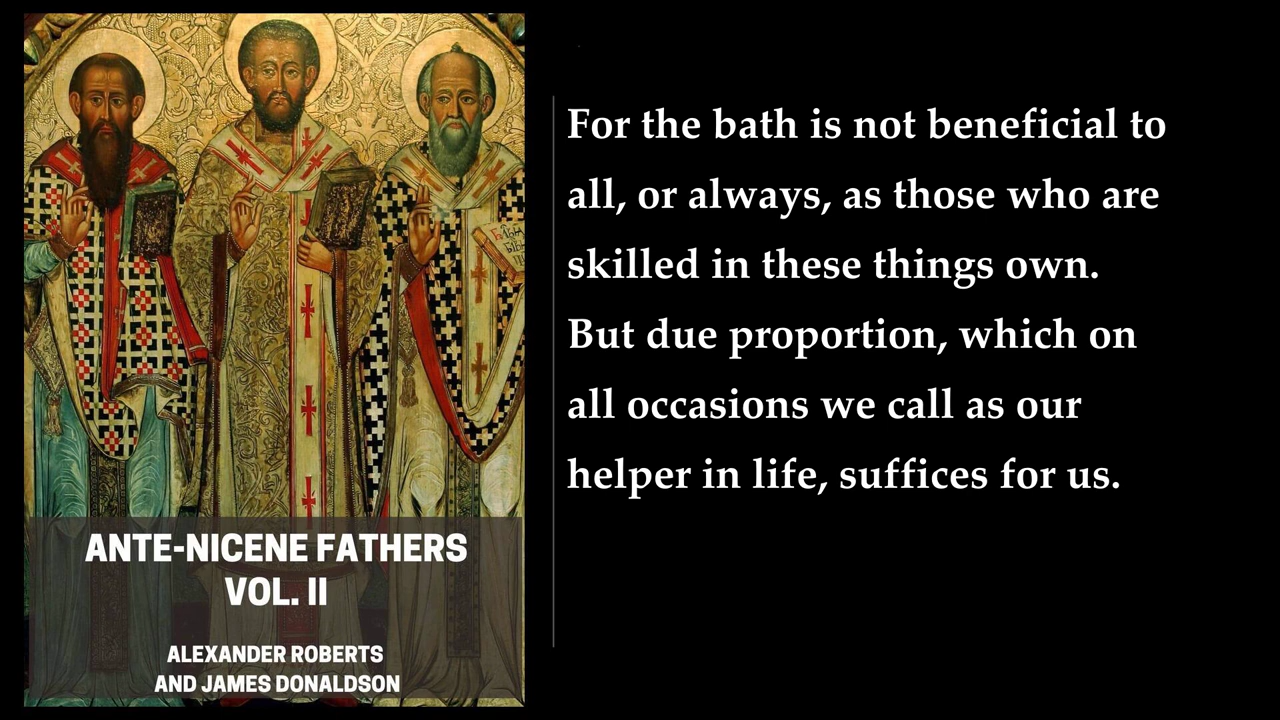 For the bath is not beneficial to
all, or always, as those who are
skilled in these things own.
But due proportion, which on
all occasions we call as our
helper in life, suffices for us.
ANTE-NICENE FATHERS
VOL. II
ALEXANDER ROBERTS
AND JAMES DONALDSON